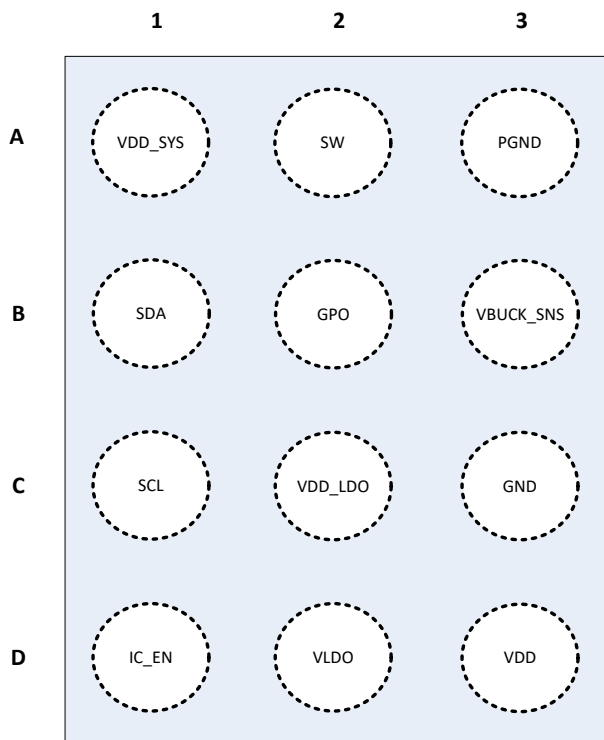 1 2 3
A VDD_SYS SW PGND
B SDA GPO VBUCK_SNS
C SCL VDD_LDO GND
D IC_EN VLDO VDD